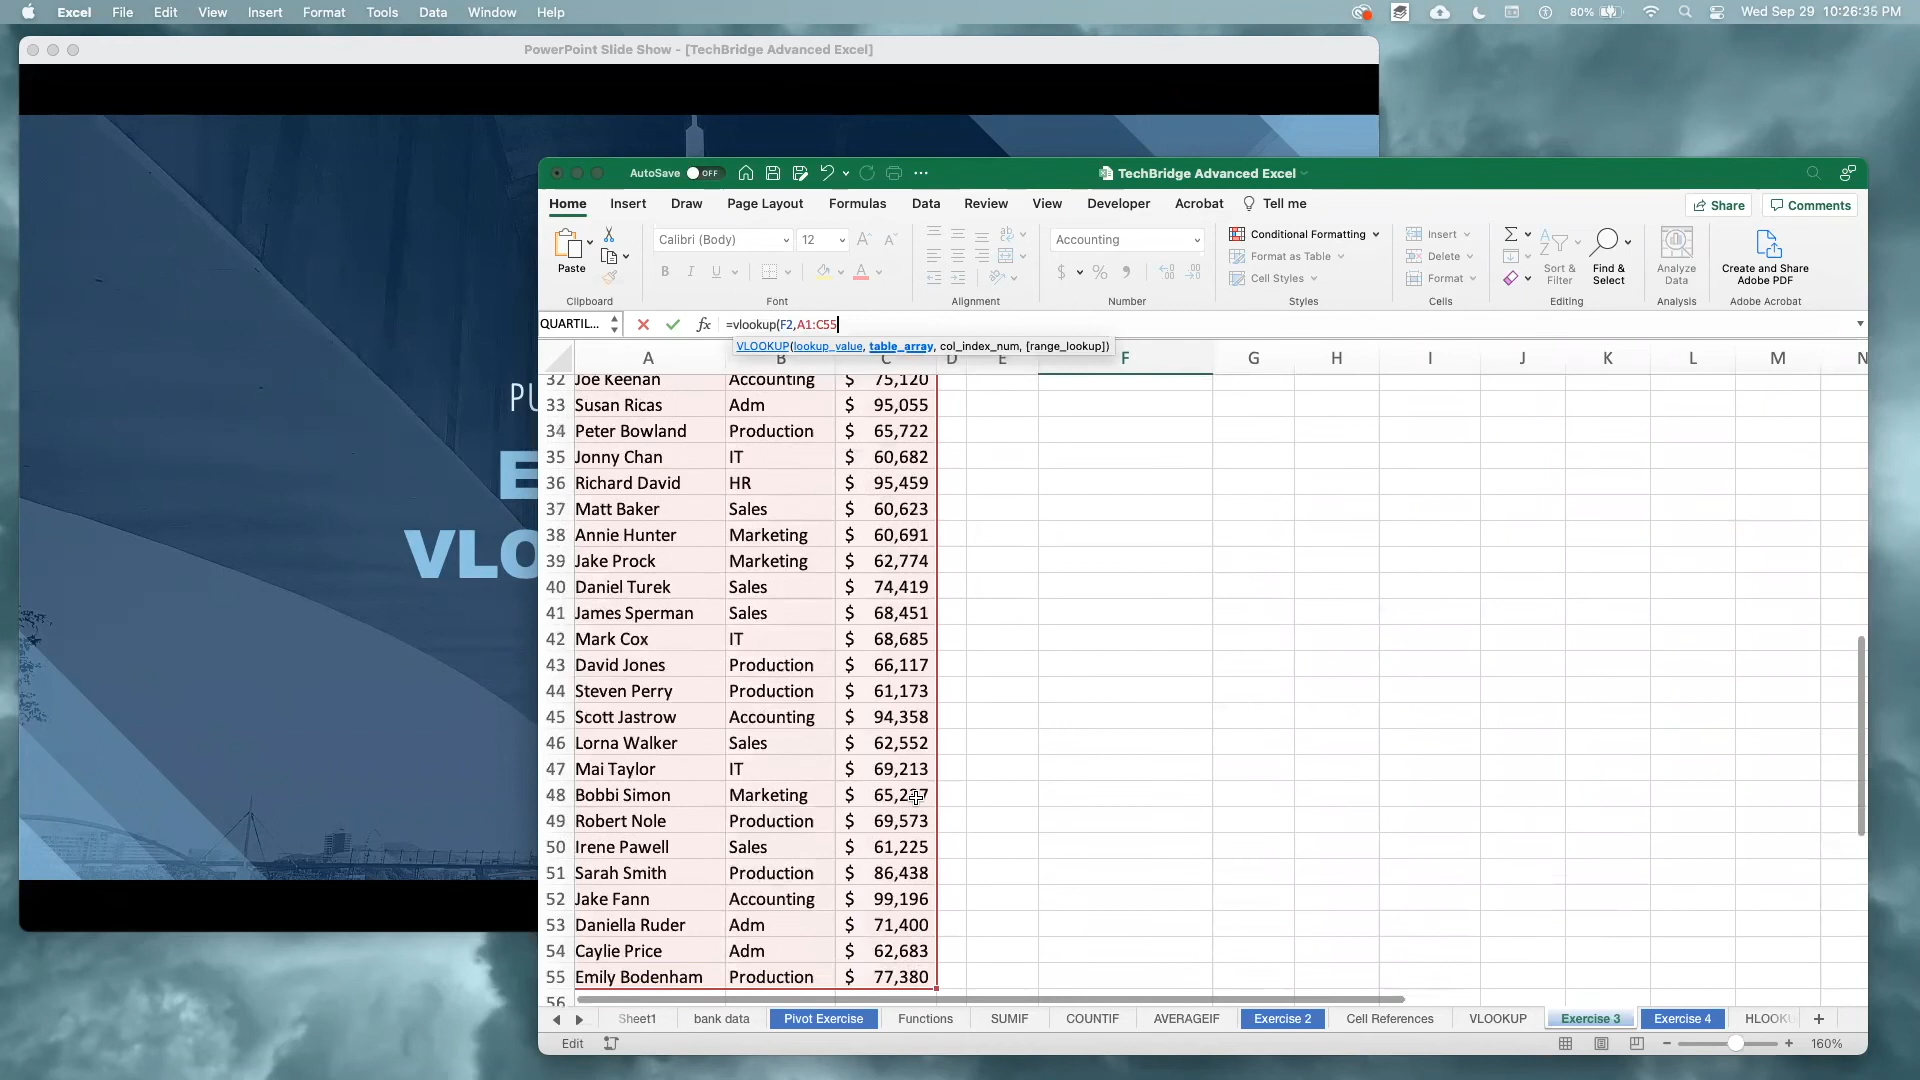 Excel File Edit View Insert Format Tools Data Window Help
80% Wed Sep 29 10:26:35 PM
PowerPoint Slide Show - [TechBridge Advanced Excel]
AutoSave OFF
TechBridge Advanced Excel
Home Insert Draw Page Layout Formulas Data Review View Developer Acrobat Tell me
Share Comments
Paste
Calibri (Body) 12
Accounting
Conditional Formatting
Format as Table
Cell Styles
Insert
Delete
Format
Sort & Filter
Find & Select
Analyze Data
Create and Share Adobe PDF
Clipboard Font Alignment Number Styles Cells Editing Analysis Adobe Acrobat
QUARTIL... fx =vlookup(F2,A1:C55
VLOOKUP(lookup_value, table_array, col_index_num, [range_lookup])
A B C D E F G H I J K L M N
32 Joe Keenan Accounting $ 75,120
33 Susan Ricas Adm $ 95,055
34 Peter Bowland Production $ 65,722
35 Jonny Chan IT $ 60,682
36 Richard David HR $ 95,459
37 Matt Baker Sales $ 60,623
38 Annie Hunter Marketing $ 60,691
39 Jake Prock Marketing $ 62,774
40 Daniel Turek Sales $ 74,419
41 James Sperman Sales $ 68,451
42 Mark Cox IT $ 68,685
43 David Jones Production $ 66,117
44 Steven Perry Production $ 61,173
45 Scott Jastrow Accounting $ 94,358
46 Lorna Walker Sales $ 62,552
47 Mai Taylor IT $ 69,213
48 Bobbi Simon Marketing $
49 Robert Nole Production $ 69,573
50 Irene Pawell Sales $ 61,225
51 Sarah Smith Production $ 86,438
52 Jake Fann Accounting $ 99,196
53 Daniella Ruder Adm $ 71,400
54 Caylie Price Adm $ 62,683
55 Emily Bodenham Production $ 77,380
56
PU
E
VLO
Sheet1 bank data Pivot Exercise Functions SUMIF COUNTIF AVERAGEIF Exercise 2 Cell References VLOOKUP Exercise 3 Exercise 4 HLOOKU
Edit
160%